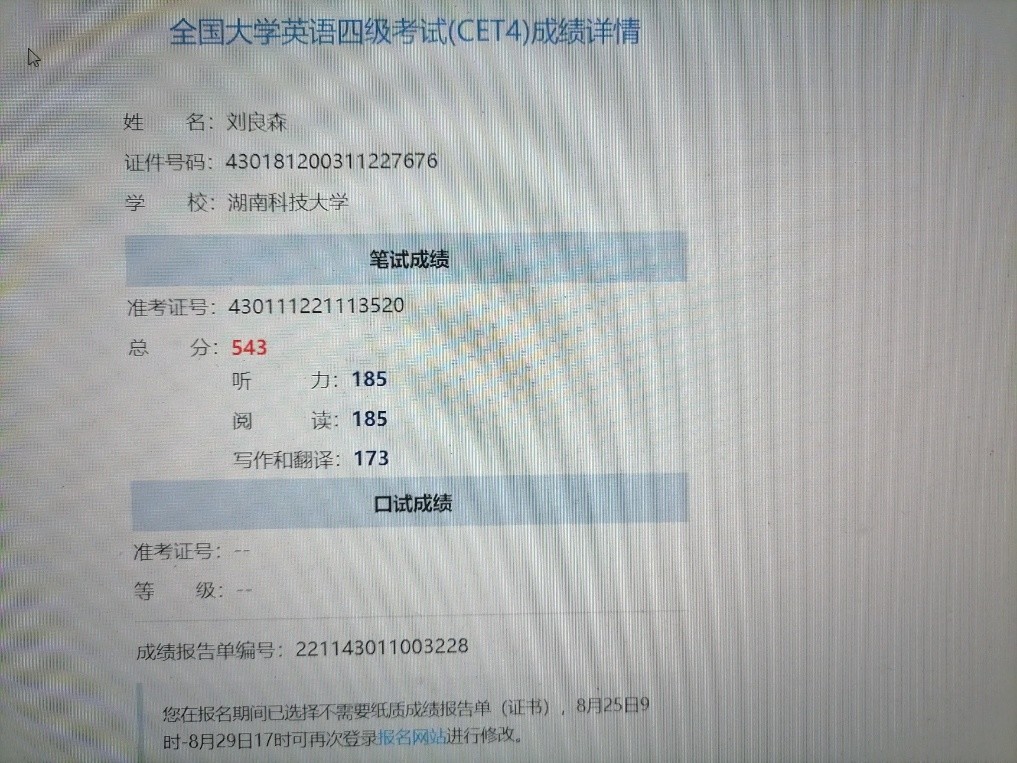 全国大学英语四级考试(CET4)成绩详情
姓 名：刘良森
证件号码：430181200311227676
学 校：湖南科技大学
笔试成绩
准考证号：430111221113520
总 分：543
听 力：185
阅 读：185
写作和翻译：173
口试成绩
准考证号：--
等 级：--
成绩报告单编号：221143011003228
您在报名期间已选择不需要纸质成绩报告单（证书），8月25日9
时-8月29日17时可再次登录报名网站进行修改。